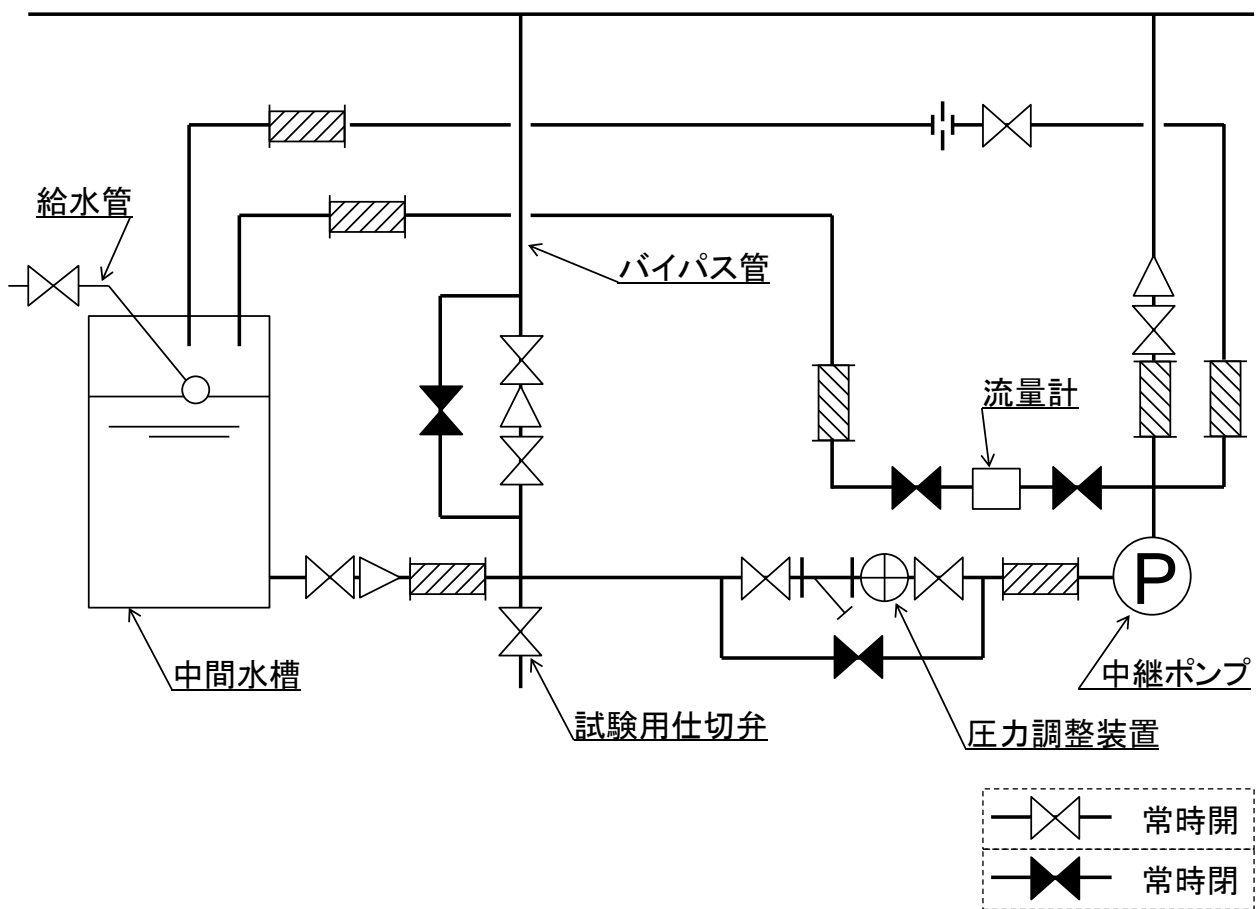 給水管
バイパス管
流量計
P
中間水槽
中継ポンプ
試験用仕切弁
圧力調整装置
常時開
常時閉